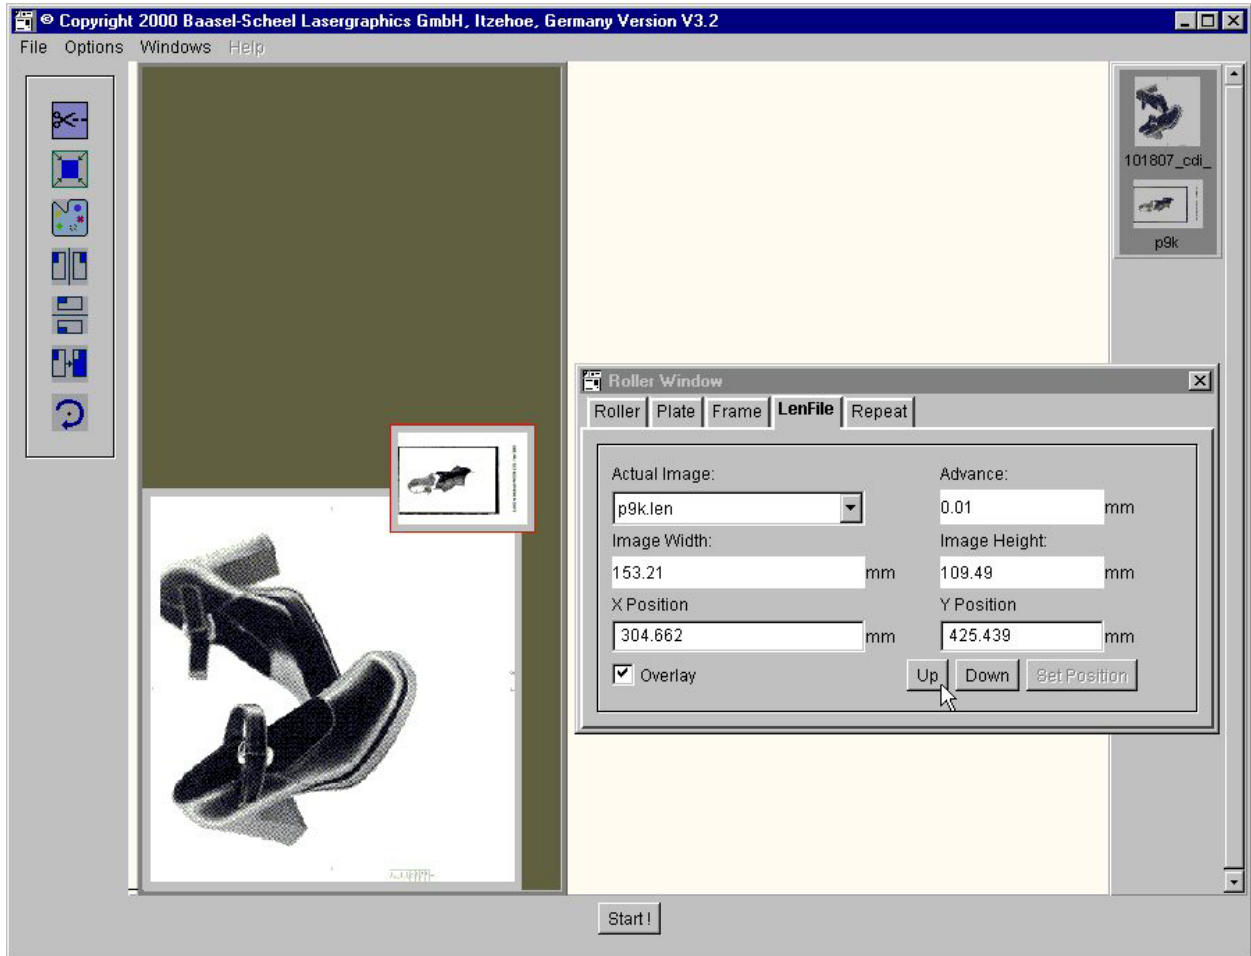 © Copyright 2000 Baasel-Scheel Lasergraphics GmbH, Itzehoe, Germany Version V3.2
File Options Windows Help
101807_cdi_
p9k
Roller Window
Roller Plate Frame LenFile Repeat
Actual Image: Advance:
p9k.len 0.01 mm
Image Width: Image Height:
153.21 mm 109.49 mm
X Position Y Position
304.662 mm 425.439 mm
Overlay Up Down Set Position
Start !